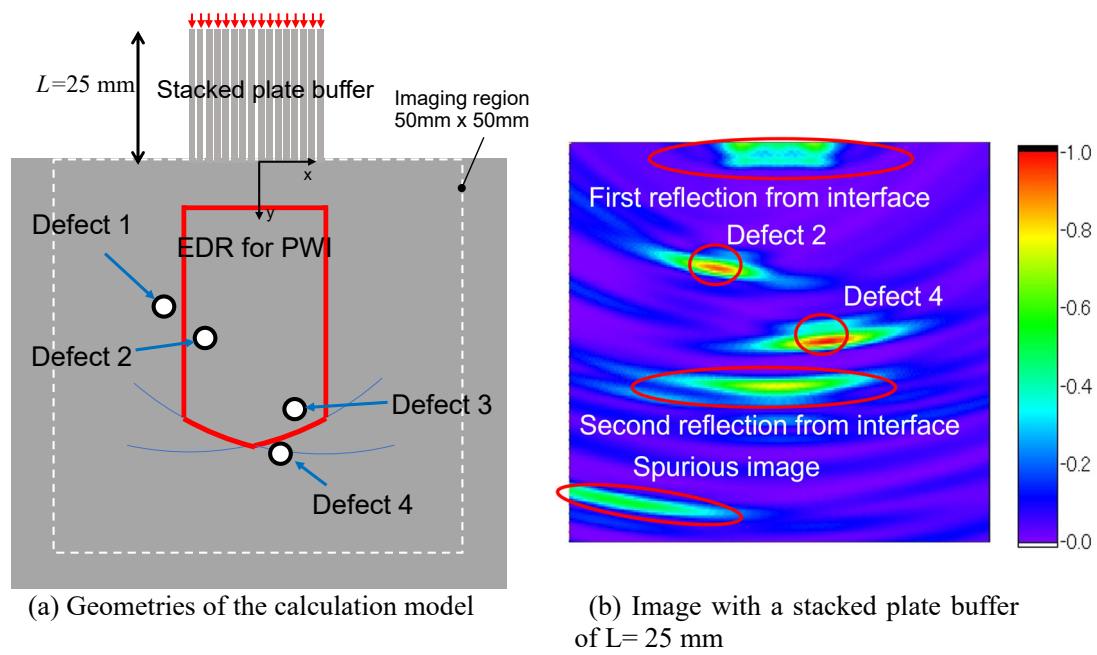 L=25 mm
Stacked plate buffer
Imaging region
50mm x 50mm
x
y
Defect 1
EDR for PWI
Defect 2
Defect 3
Defect 4
(a) Geometries of the calculation model
First reflection from interface
Defect 2
Defect 4
Second reflection from interface
Spurious image
1.0
0.8
0.6
0.4
0.2
0.0
(b) Image with a stacked plate buffer
of L= 25 mm